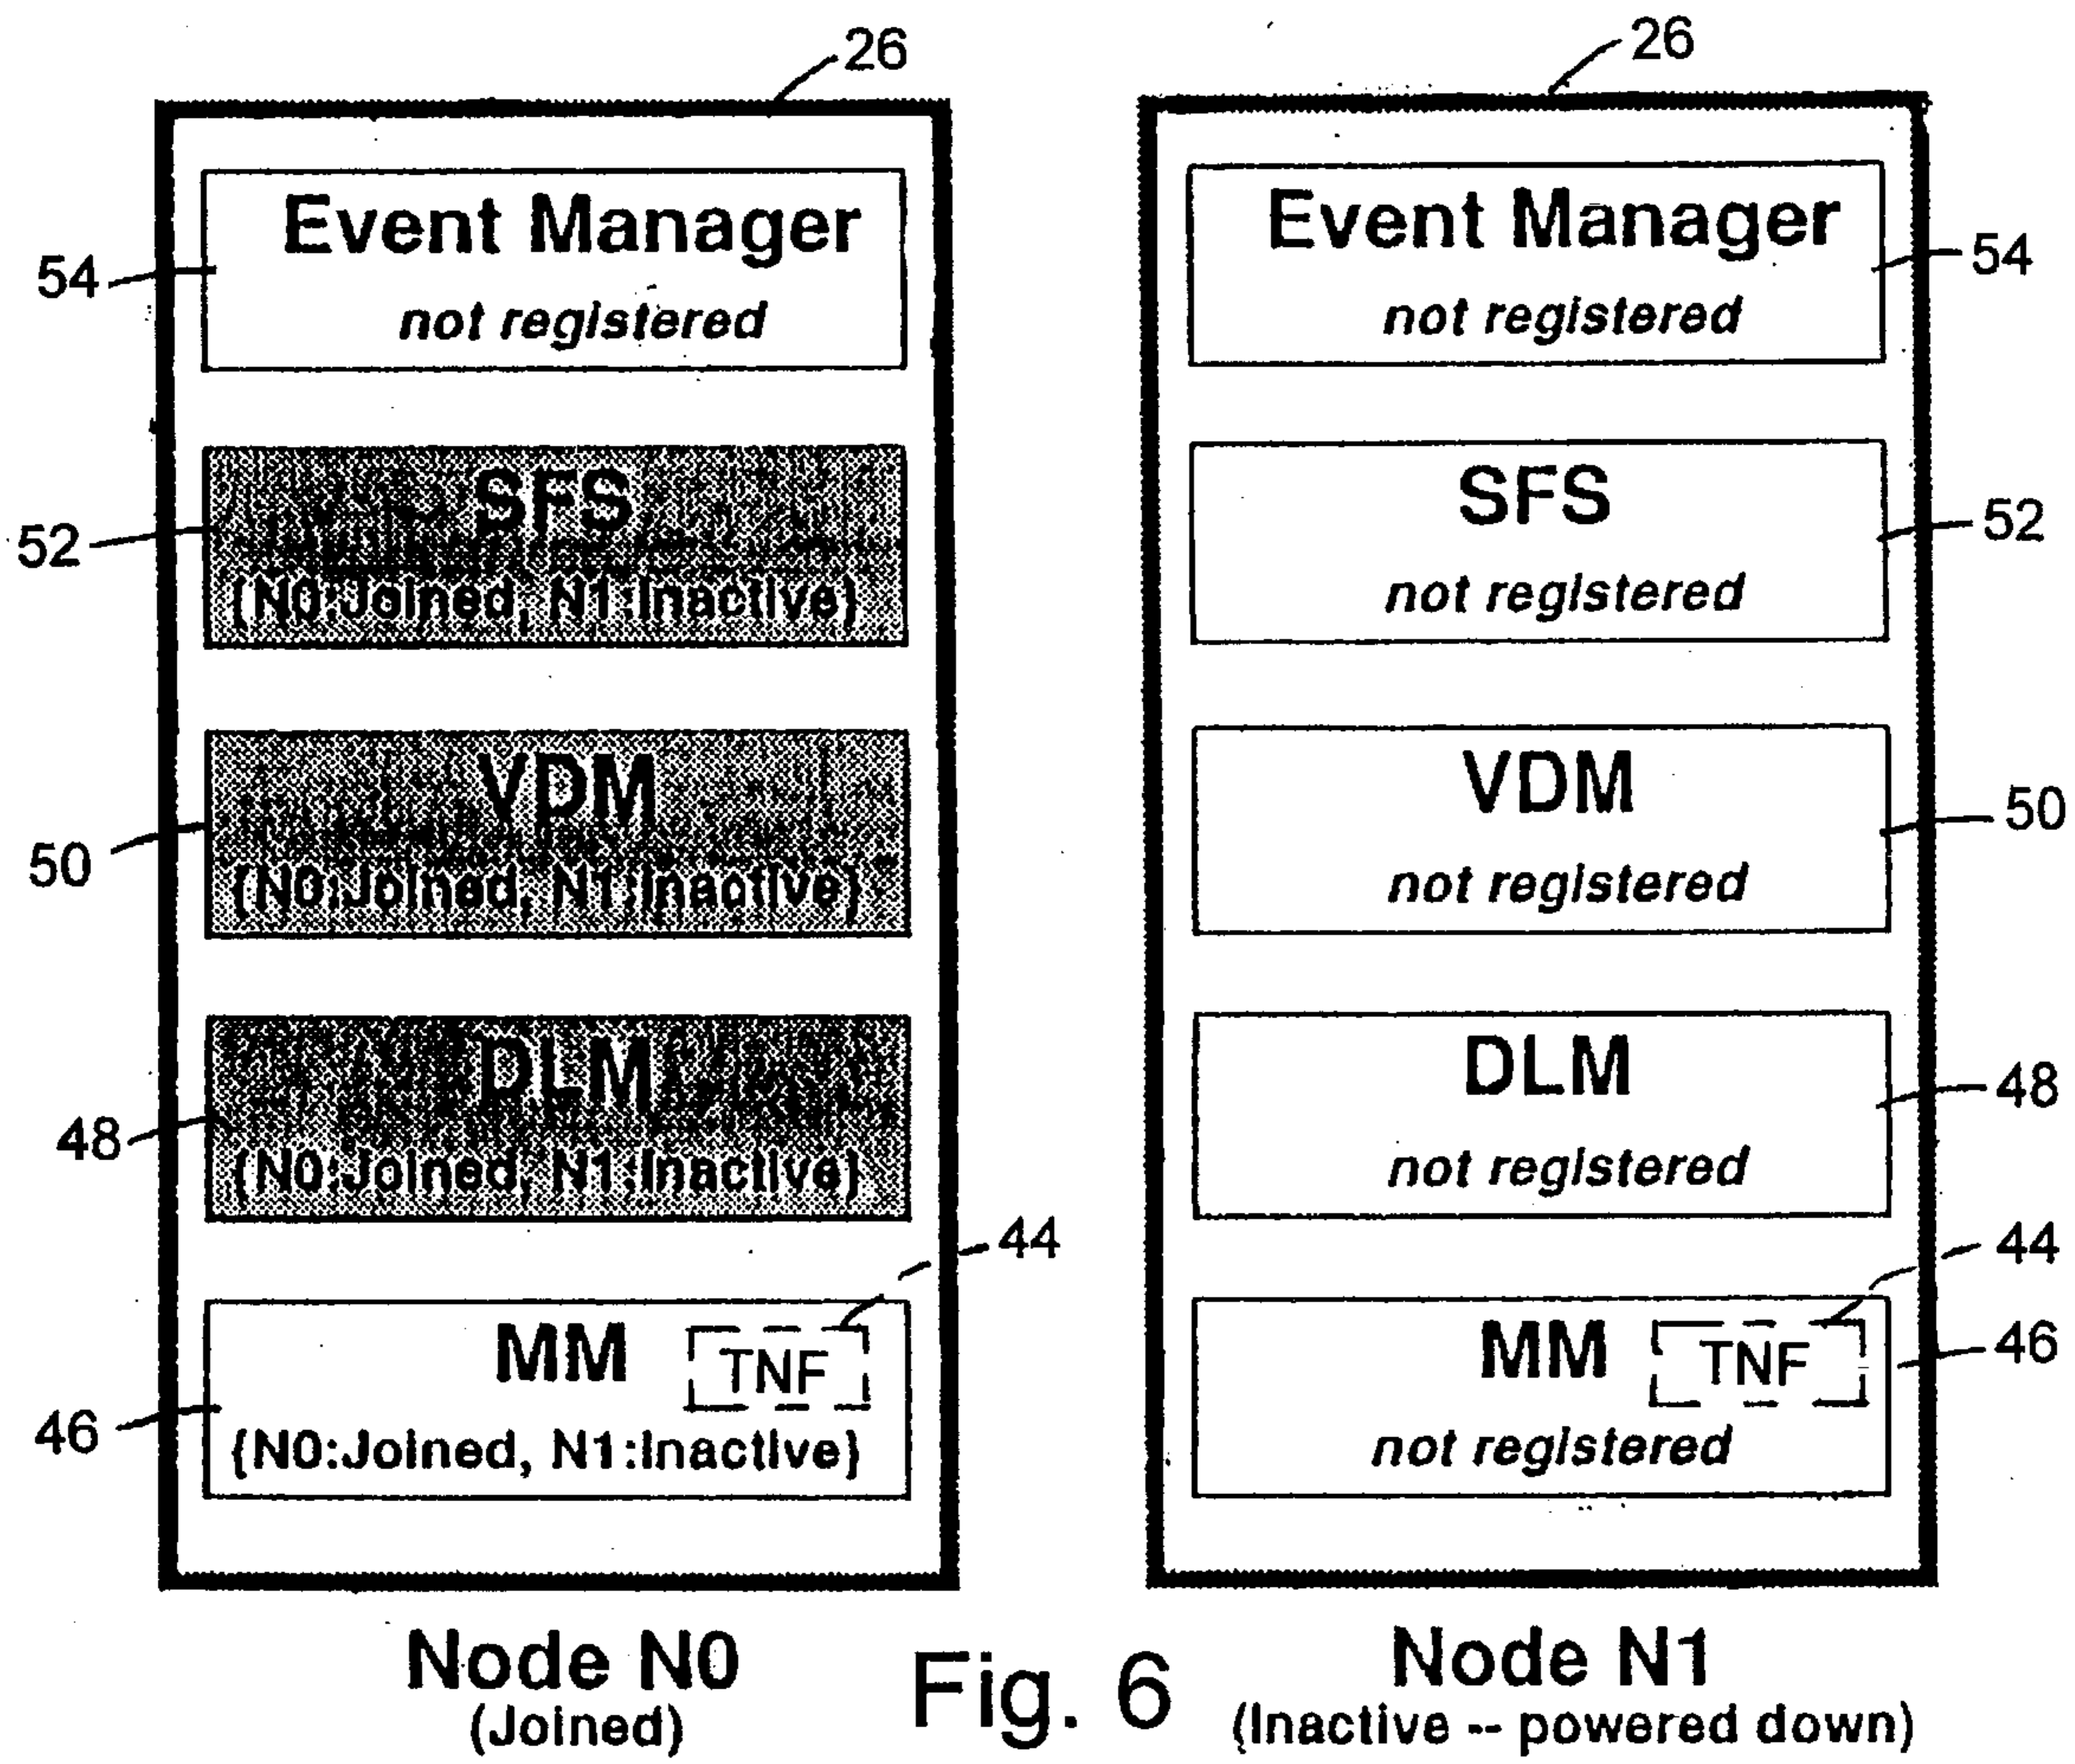 26
Event Manager
not registered
54
SFS
52
{N0:Joined, N1:Inactive}
VDM
50
{N0:Joined, N1:Inactive}
DLM
48
{N0:Joined, N1:Inactive}
44
MM
TNF
46
{N0:Joined, N1:Inactive}
Node N0
(Joined)
26
Event Manager
54
not registered
SFS
52
not registered
VDM
50
not registered
DLM
48
not registered
44
MM
TNF
46
not registered
Node N1
(Inactive -- powered down)
Fig. 6